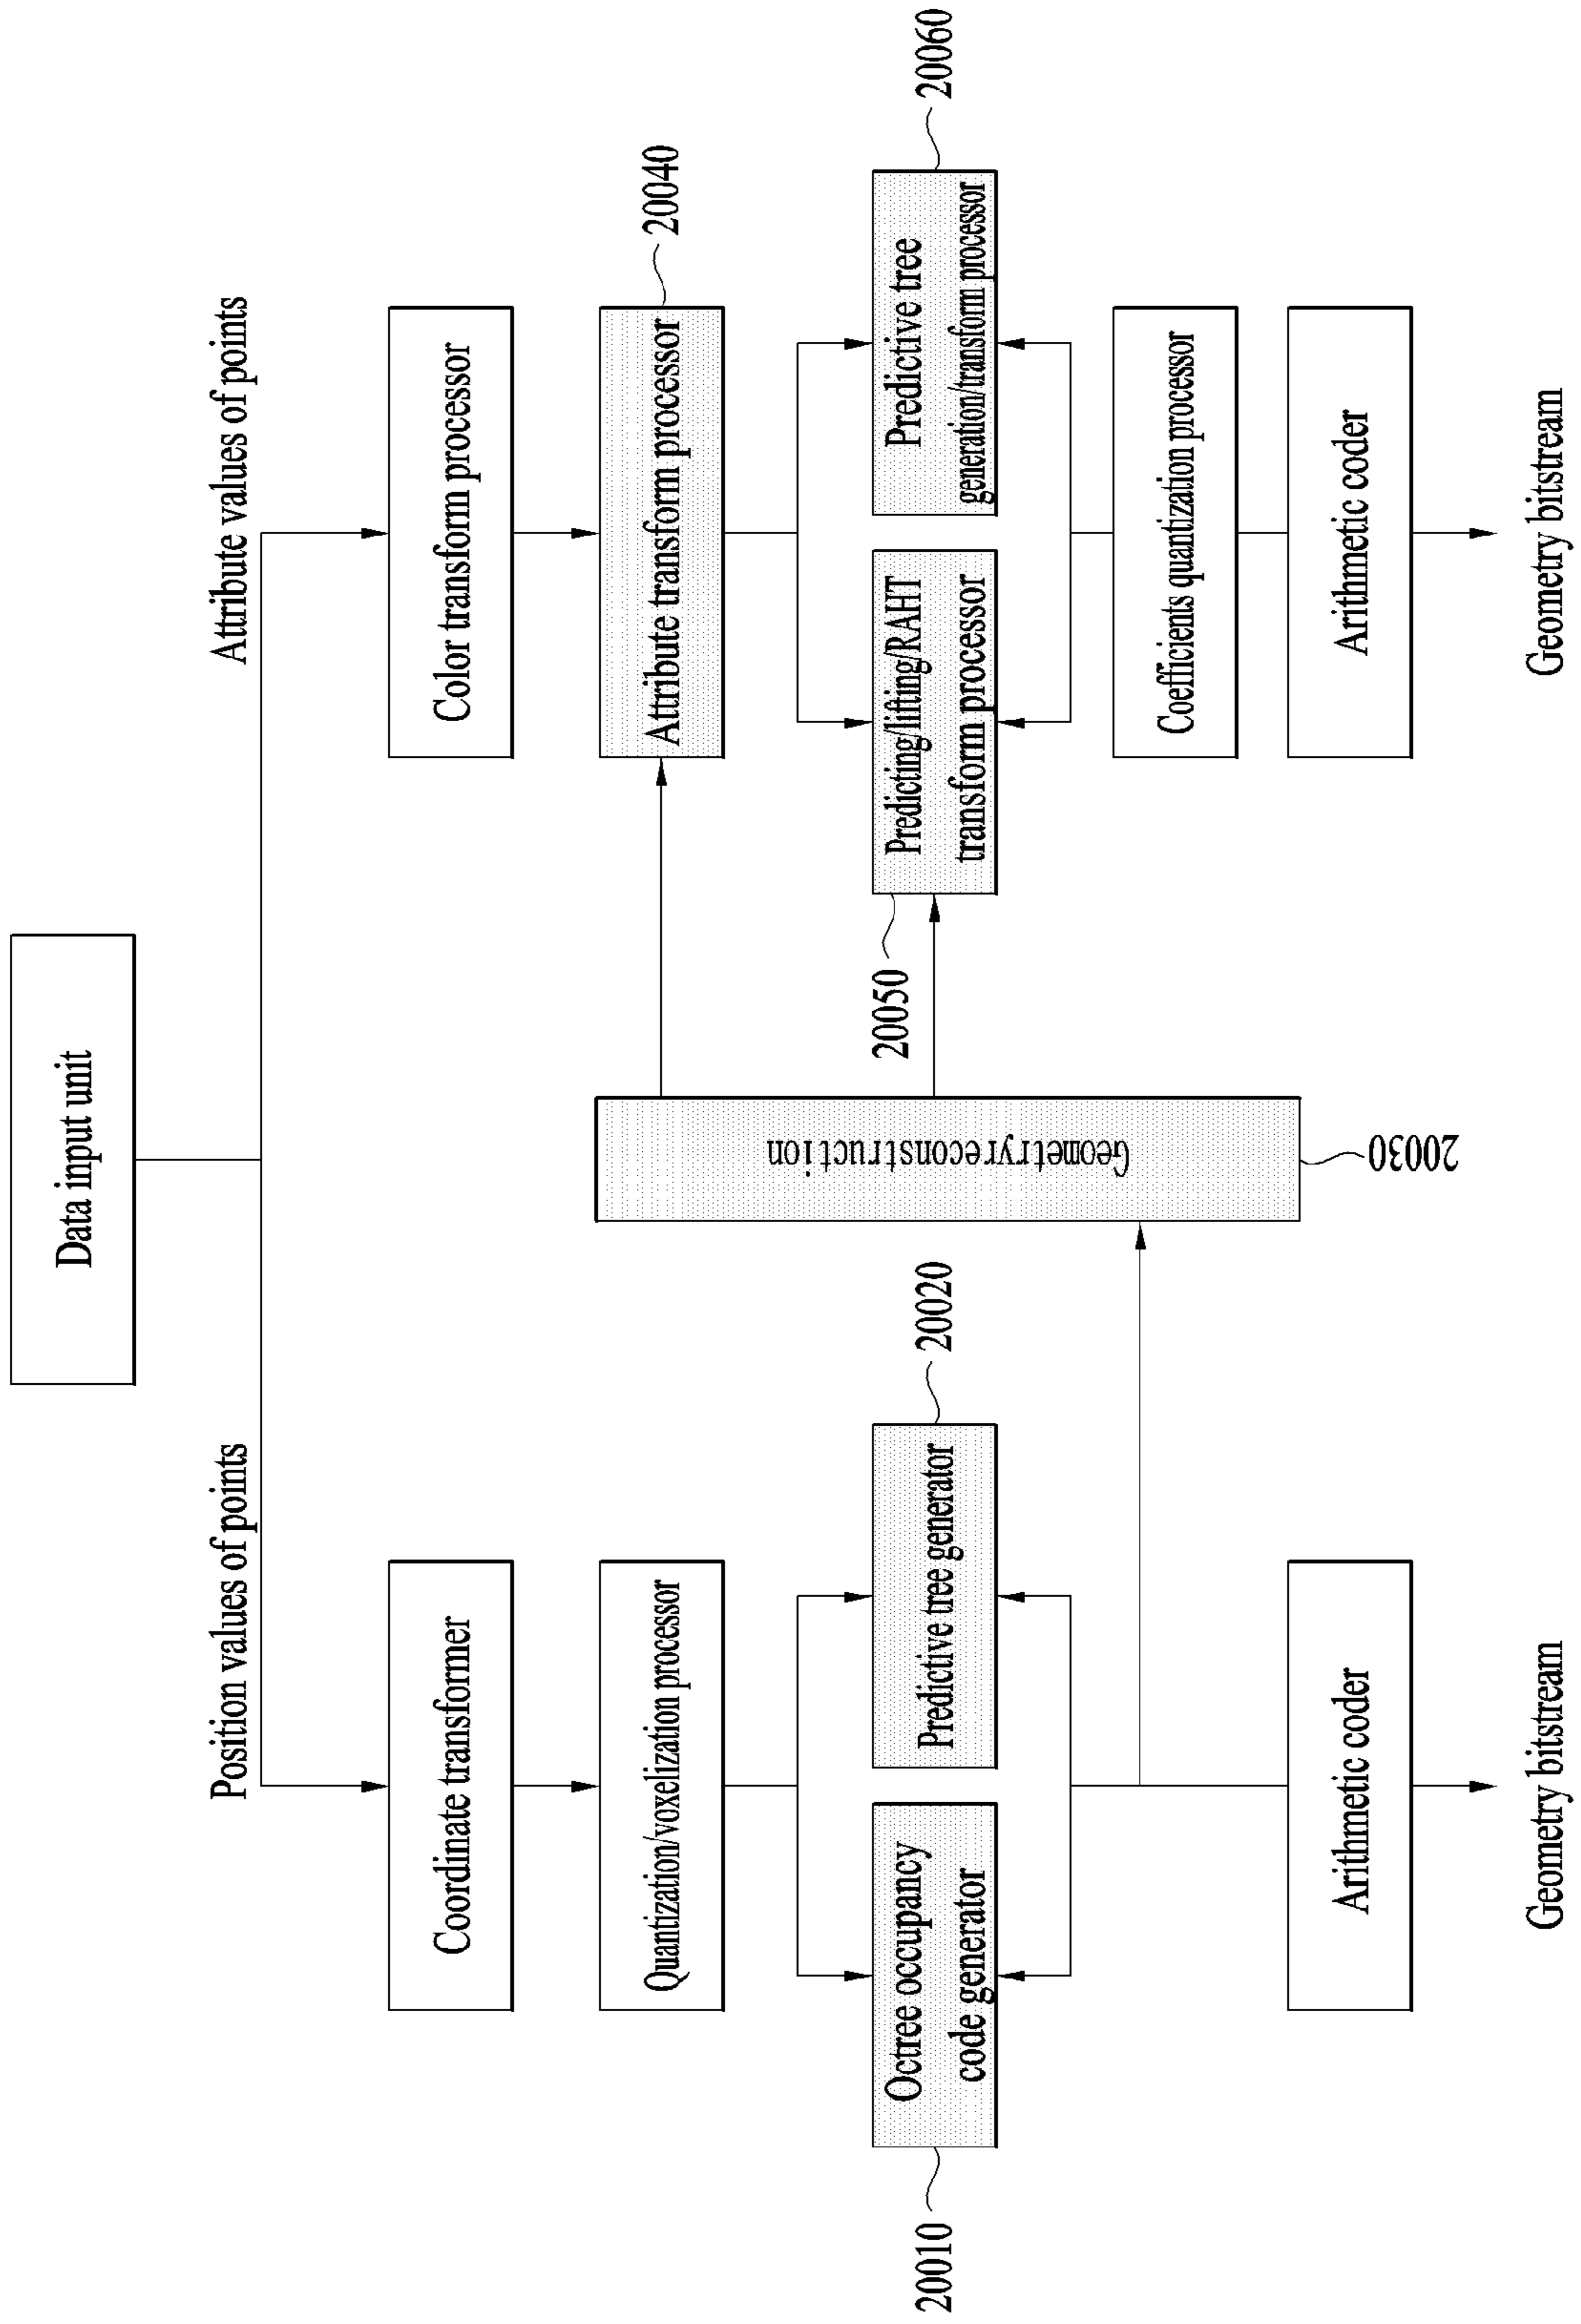 Data input unit
Position values of points
Attribute values of points
Coordinate transformer
Color transform processor
Quantization/voxelization processor
Attribute transform processor
20040
Octree occupancy
code generator
20010
Predictive tree generator
20020
Geometryreconstruction
20030
Predicting/lifting/RAHT
transform processor
20050
Predictive tree
generation/transform processor
20060
Coefficients quantization processor
Arithmetic coder
Arithmetic coder
Geometry bitstream
Geometry bitstream